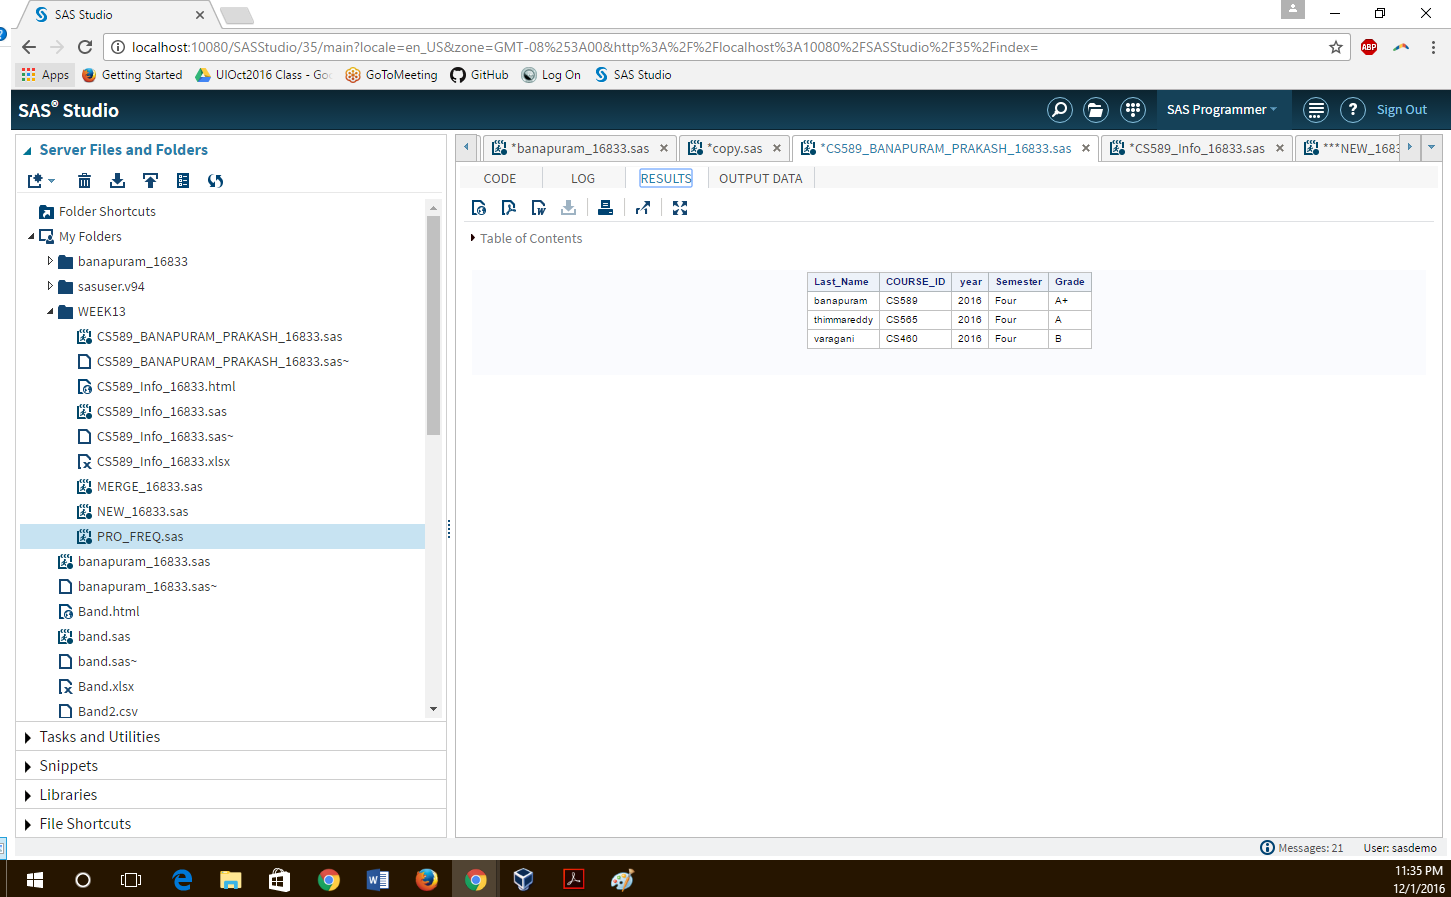 SAS Studio
localhost:10080/SASStudio/35/main?locale=en_US&zone=GMT-08%253A00&http%3A%2F%2Flocalhost%3A10080%2FSASStudio%2F35%2Findex=
ABP
Apps Getting Started UIOct2016 Class - Goo GoToMeeting GitHub Log On SAS Studio
SAS® Studio SAS Programmer ? Sign Out
Server Files and Folders
*banapuram_16833.sas *copy.sas *CS589_BANAPURAM_PRAKASH_16833.sas *CS589_Info_16833.sas ***NEW_1683
CODE LOG RESULTS OUTPUT DATA
Table of Contents
Last_Name COURSE_ID year Semester Grade
banapuram CS589 2016 Four A+
thimmareddy CS565 2016 Four A
varagani CS460 2016 Four B
Folder Shortcuts
My Folders
banapuram_16833
sasuser.v94
WEEK13
CS589_BANAPURAM_PRAKASH_16833.sas
CS589_BANAPURAM_PRAKASH_16833.sas~
CS589_Info_16833.html
CS589_Info_16833.sas
CS589_Info_16833.sas~
CS589_Info_16833.xlsx
MERGE_16833.sas
NEW_16833.sas
PRO_FREQ.sas
banapuram_16833.sas
banapuram_16833.sas~
Band.html
band.sas
band.sas~
Band.xlsx
Band2.csv
Tasks and Utilities
Snippets
Libraries
File Shortcuts
Messages: 21 User: sasdemo
11:35 PM
12/1/2016